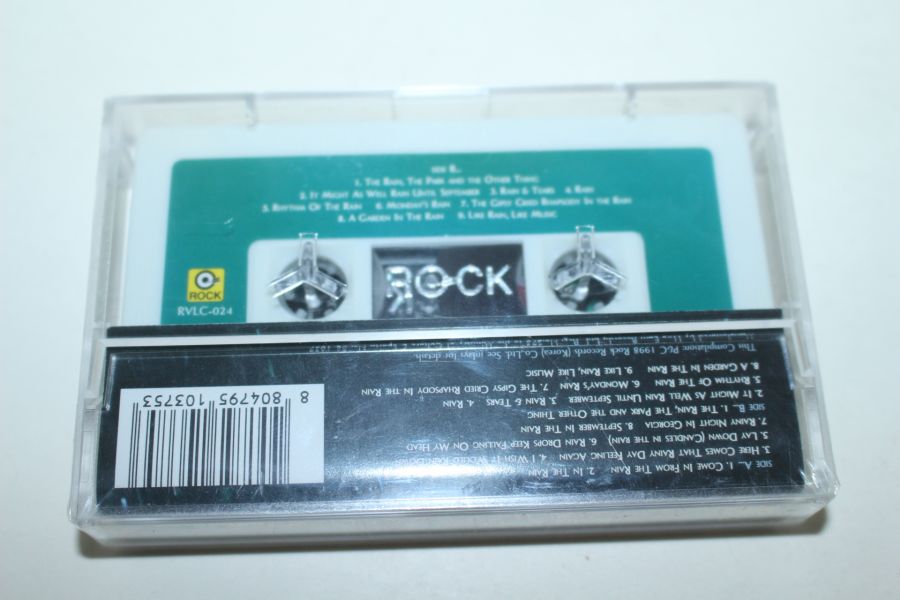 SIDE B..
1. THE RAIN, THE PARK AND THE OTHER THING
2. IT MIGHT AS WELL RAIN UNTIL SEPTEMBER 3. RAIN & TEARS 4. RAIN
5. RHYTHM OF THE RAIN 6. MONDAY'S RAIN 7. THE GIPSY CRIED RHAPSODY IN THE RAIN
8. A GARDEN IN THE RAIN 9. LIKE RAIN, LIKE MUSIC
ROCK
ROCK
RVLC-024
SIDE A.. 1. COME IN FROM THE RAIN 2. IN THE RAIN
3. HERE COMES THAT RAINY DAY FEELING AGAIN 4. I WISH IT WOULD RAIN DOWN
5. LAY DOWN (CANDLES IN THE RAIN) 6. RAIN DROPS KEEP FALLING ON MY HEAD
7. RAINY NIGHT IN GEORGIA 8. SEPTEMBER IN THE RAIN
SIDE B.. 1. THE RAIN, THE PARK AND THE OTHER THING
2. IT MIGHT AS WELL RAIN UNTIL SEPTEMBER 3. RAIN & TEARS 4. RAIN
5. RHYTHM OF THE RAIN 6. MONDAY'S RAIN 7. THE GIPSY CRIED RHAPSODY IN THE RAIN
8. A GARDEN IN THE RAIN 9. LIKE RAIN, LIKE MUSIC
This Compilation: P&C 1998 Rock Records (Korea) Co., Ltd. See inlays for details
8 804795 103753